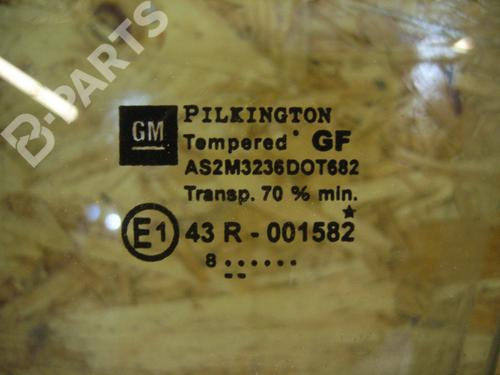 B-PARTS
GM
PILKINGTON
Tempered GF
AS2M3236DOT682
Transp. 70 % min.
E1 43 R - 001582
8 ......